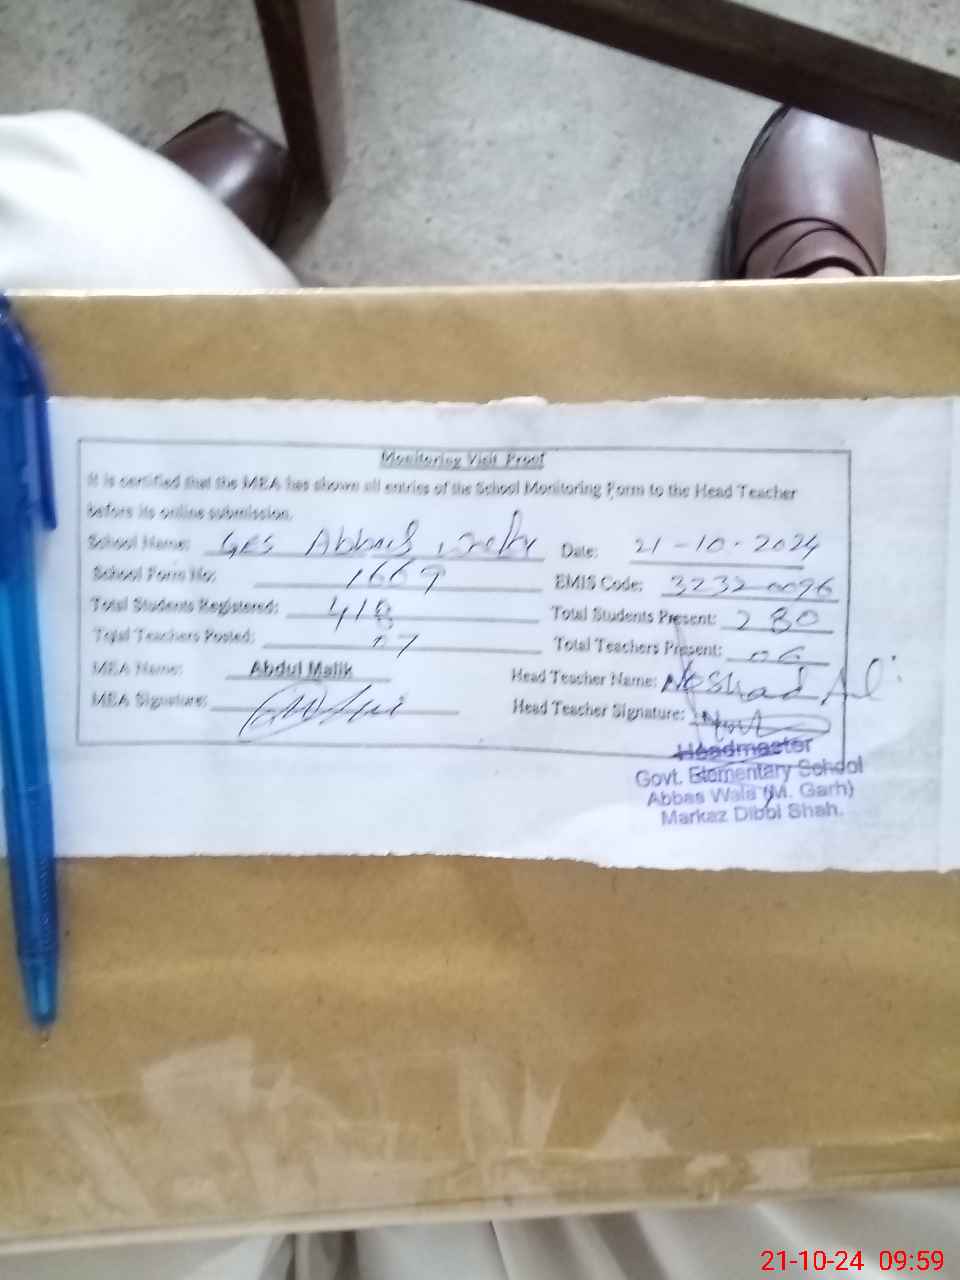 Monitoring Visit Proof
It is certified that the MEA has shown all entries of the School Monitoring Form to the Head Teacher
before its online submission.
School Name: GES Abbas Wala Date: 21-10-2024
School Form No: 1669 EMIS Code: 32320096
Total Students Registered: 418 Total Students Present: 280
Total Teachers Posted: 07 Total Teachers Present: 06
MEA Name: Abdul Malik Head Teacher Name: Noshad Ali
MEA Signature: Head Teacher Signature:
Headmaster
Govt. Elementary School
Abbas Wala (M. Garh)
Markaz Dibbi Shah.
21-10-24 09:59